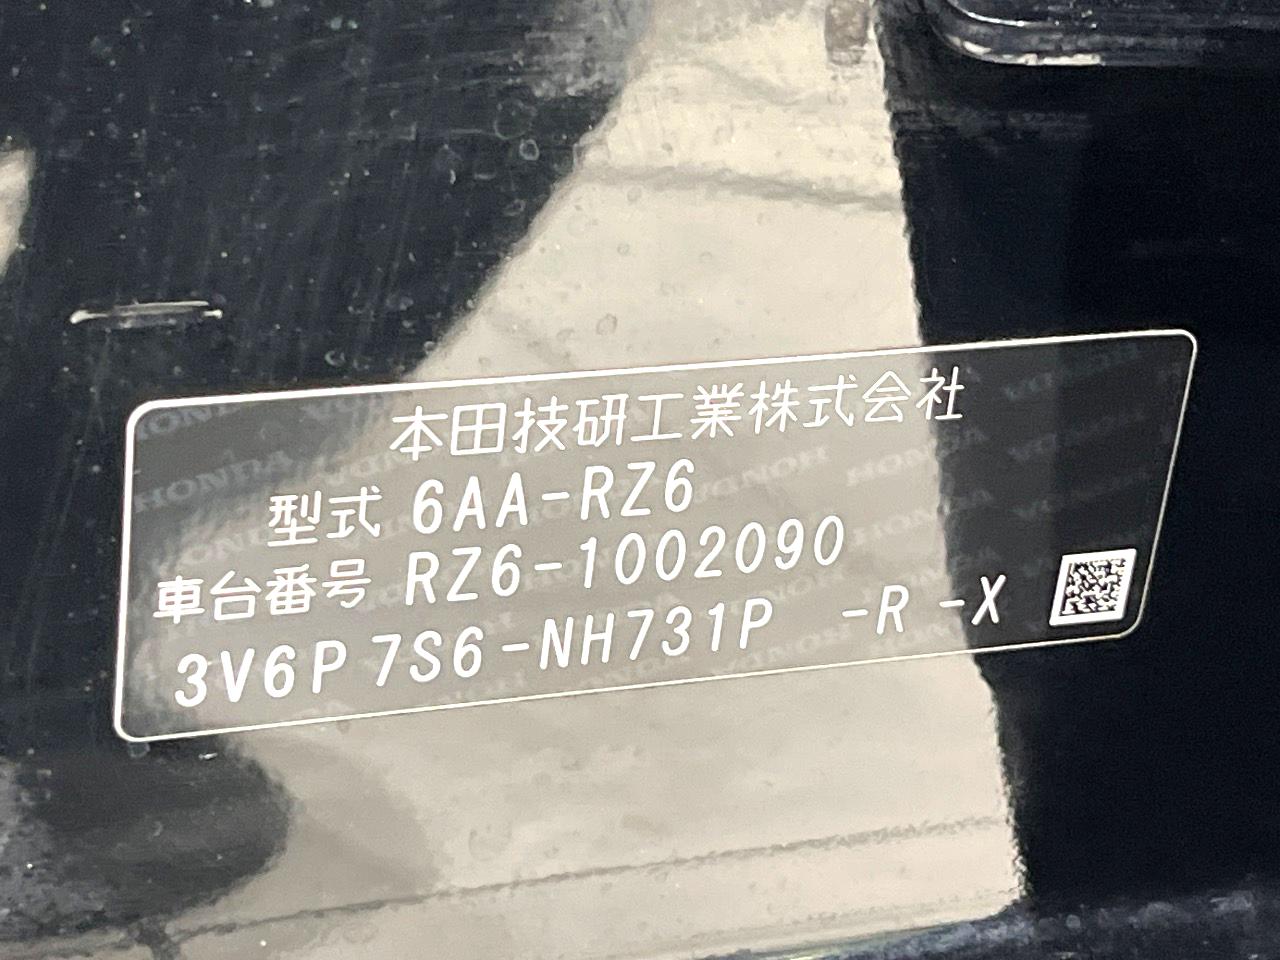 本田技研工業株式会社
型式 6AA-RZ6
車台番号 RZ6-1002090
3V6P 7S6-NH731P -R -X